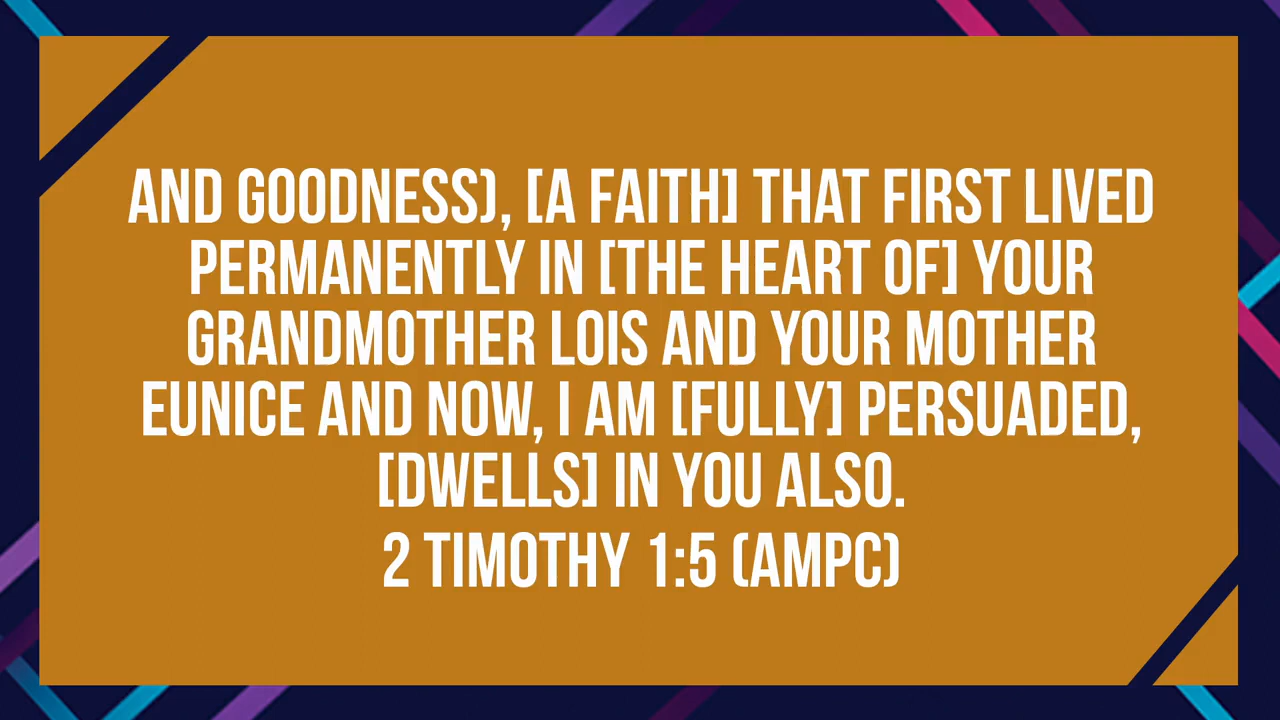 AND GOODNESS), [A FAITH] THAT FIRST LIVED
PERMANENTLY IN [THE HEART OF] YOUR
GRANDMOTHER LOIS AND YOUR MOTHER
EUNICE AND NOW, I AM [FULLY] PERSUADED,
[DWELLS] IN YOU ALSO.
2 TIMOTHY 1:5 (AMPC)